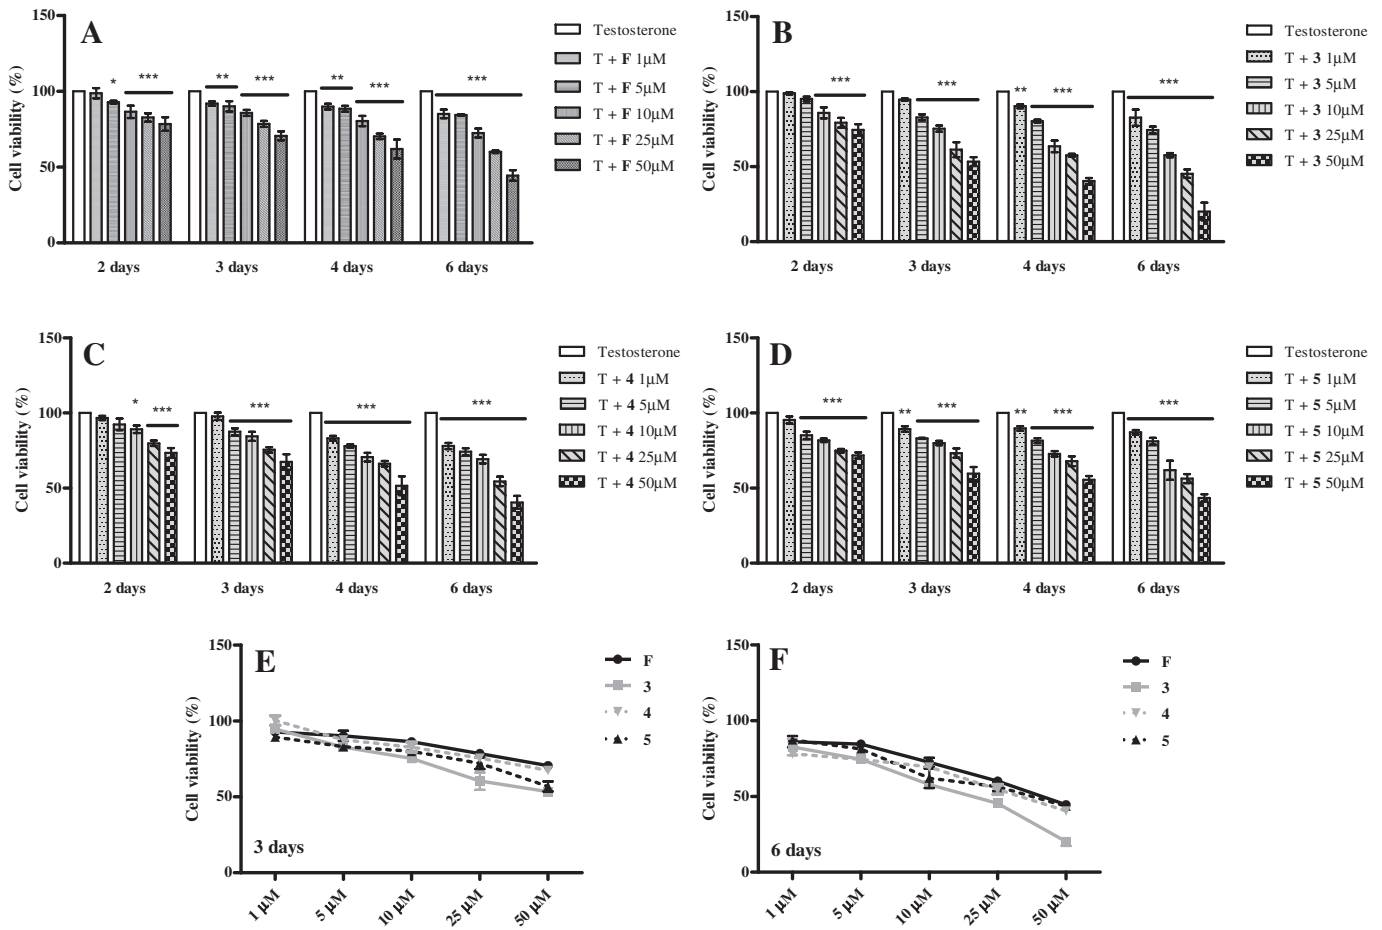 A
Cell viability (%)
150
100
50
0
* *** ** *** ** *** ***
2 days 3 days 4 days 6 days
Testosterone
T + F 1µM
T + F 5µM
T + F 10µM
T + F 25µM
T + F 50µM
B
Cell viability (%)
150
100
50
0
*** *** ** *** ***
2 days 3 days 4 days 6 days
Testosterone
T + 3 1µM
T + 3 5µM
T + 3 10µM
T + 3 25µM
T + 3 50µM
C
Cell viability (%)
150
100
50
0
* *** *** *** ***
2 days 3 days 4 days 6 days
Testosterone
T + 4 1µM
T + 4 5µM
T + 4 10µM
T + 4 25µM
T + 4 50µM
D
Cell viability (%)
150
100
50
0
*** ** *** ** *** ***
2 days 3 days 4 days 6 days
Testosterone
T + 5 1µM
T + 5 5µM
T + 5 10µM
T + 5 25µM
T + 5 50µM
E
Cell viability (%)
150
100
50
0
3 days
1 µM 5 µM 10 µM 25 µM 50 µM
F
3
4
5
F
Cell viability (%)
150
100
50
0
6 days
1 µM 5 µM 10 µM 25 µM 50 µM
F
3
4
5